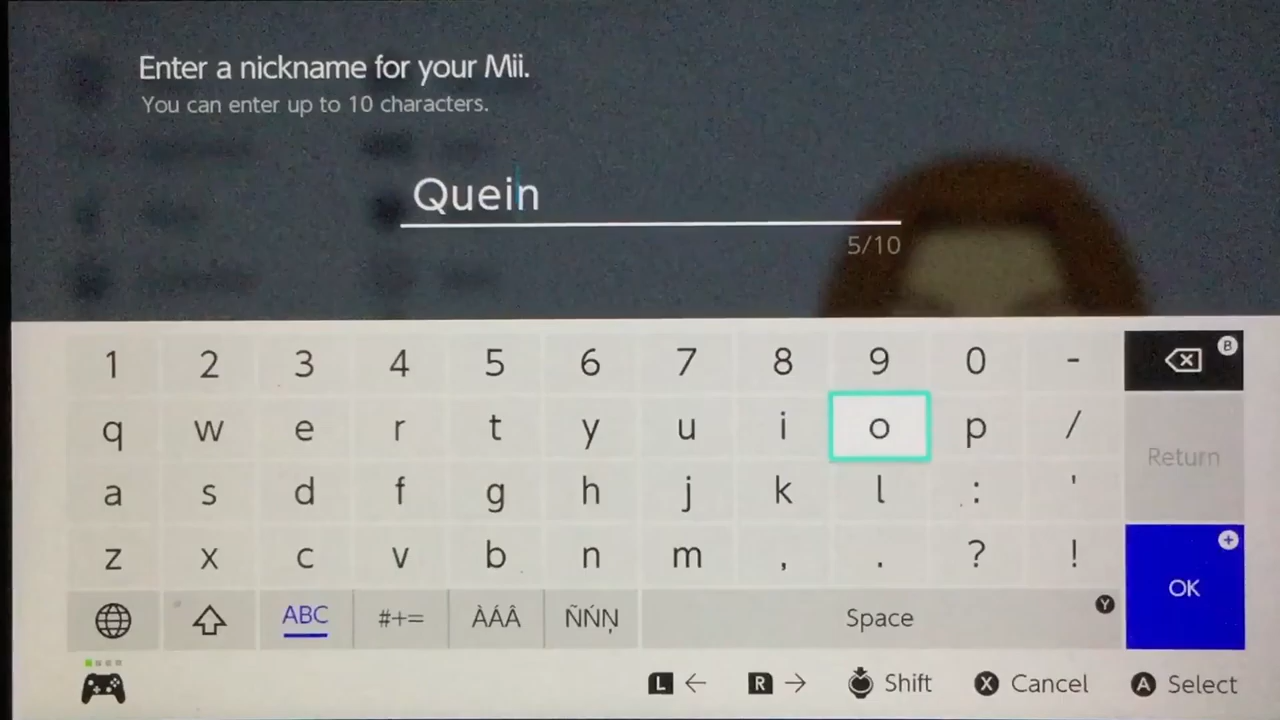 Enter a nickname for your Mii.
You can enter up to 10 characters.
Quein
5/10
1 2 3 4 5 6 7 8 9 0 - B
q w e r t y u i o p /
Return
a s d f g h j k l : '
z x c v b n m , . ? ! +
OK
ABC #+= ÀÁÂ ÑŃŅ Space Y
L ← R → Shift X Cancel A Select